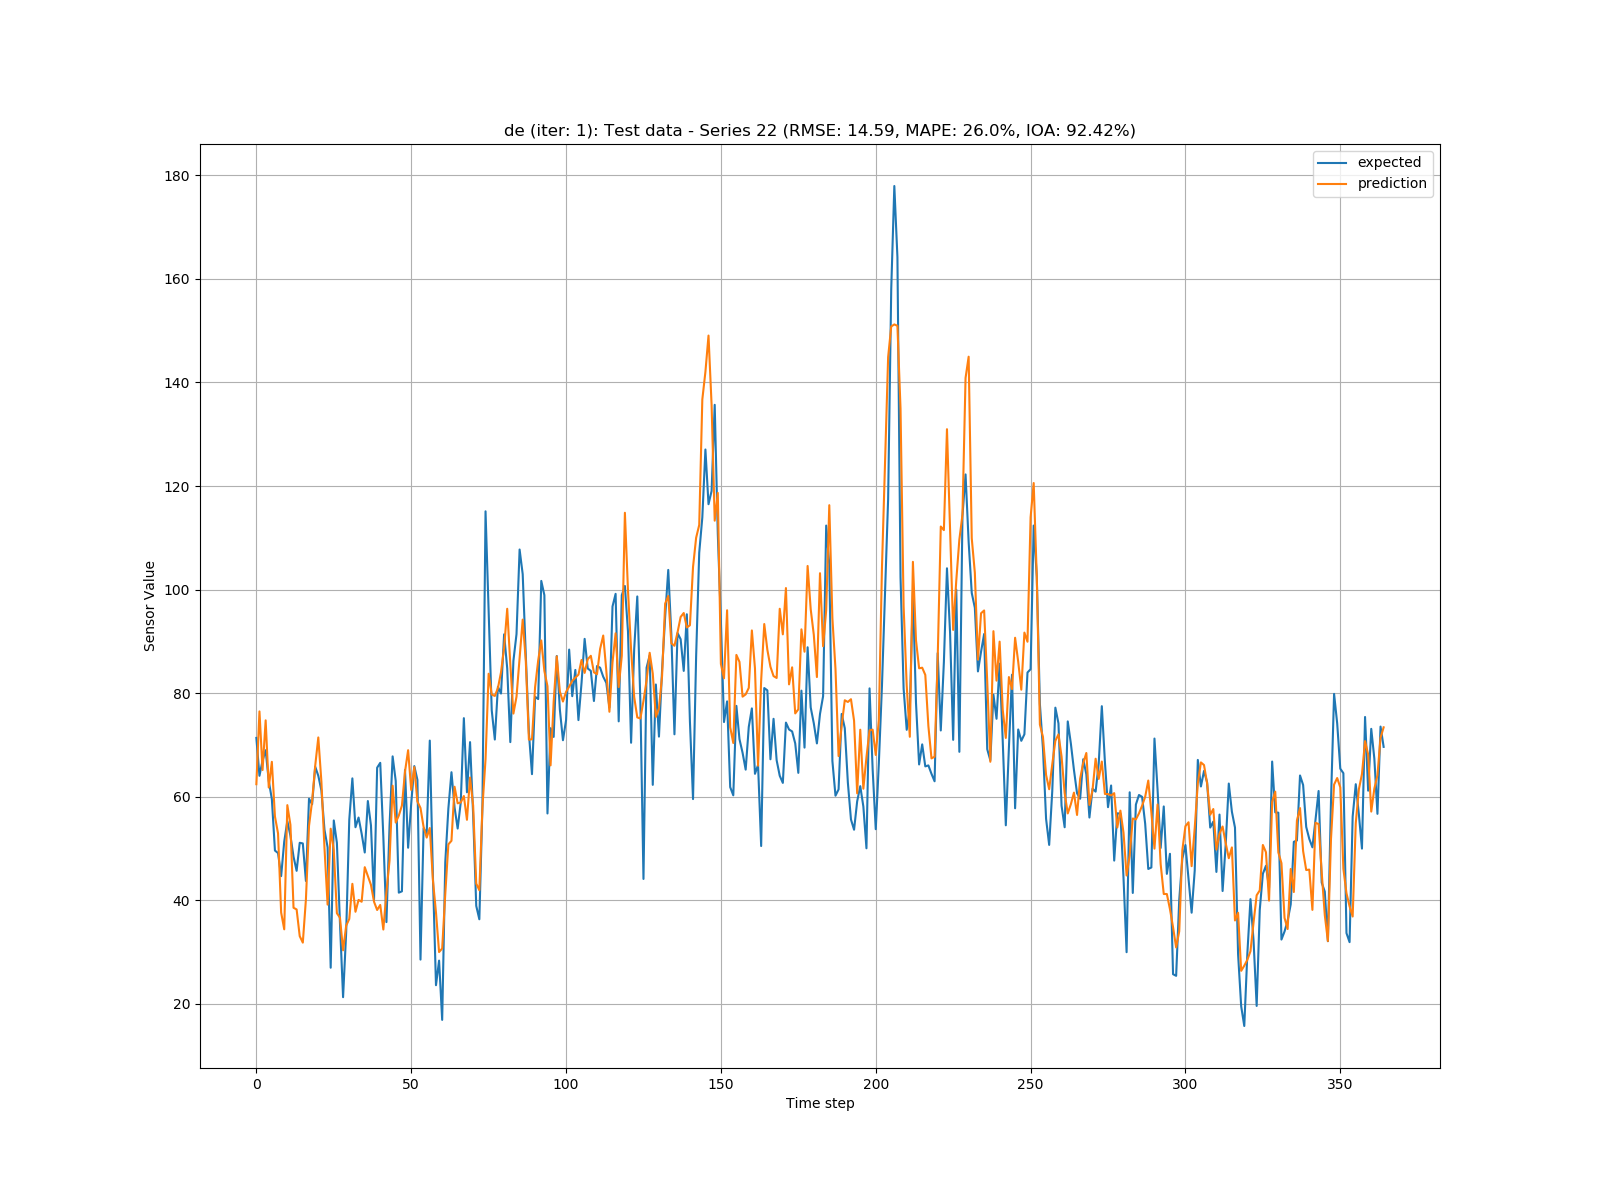 de (iter: 1): Test data - Series 22 (RMSE: 14.59, MAPE: 26.0%, IOA: 92.42%)
expected
prediction
180
160
140
120
100
80
60
40
20
Sensor Value
0 50 100 150 200 250 300 350
Time step